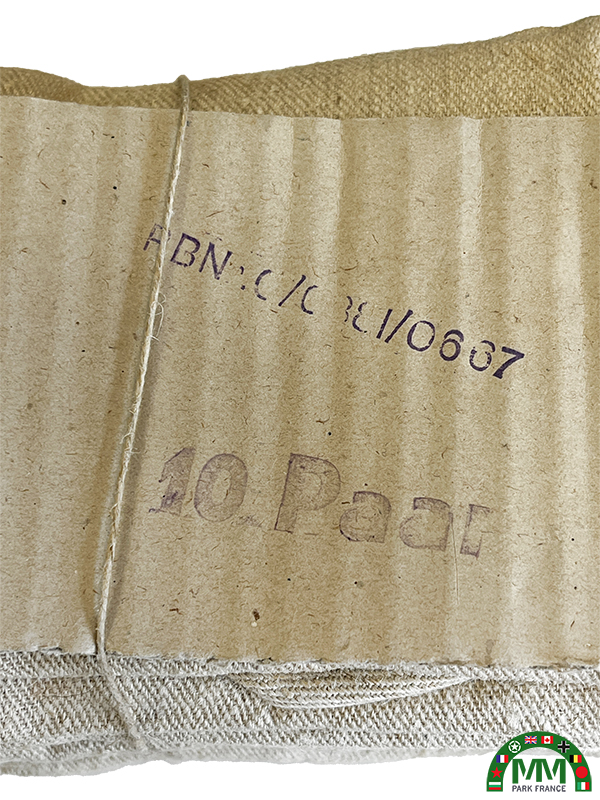 RBN:0/0381/0667
10 Paar
MM
PARK FRANCE